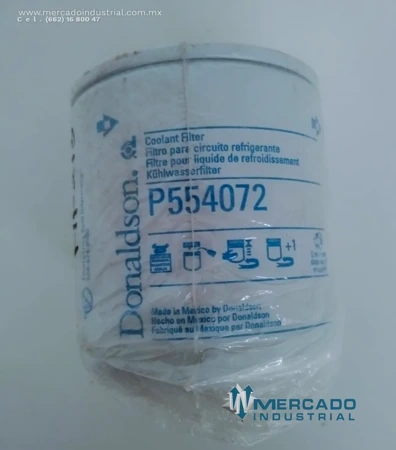 www.mercadoindustrial.com.mx
Cel. (662) 16 800 47
Donaldson.
Coolant Filter
Filtro para circuito refrigerante
Filtre pour liquide de refroidissement
Kühlwasserfilter
P554072
+1
Made in Mexico by Donaldson
Hecho en Mexico por Donaldson
Fabriqué au Mexique par Donaldson
MERCADO
INDUSTRIAL